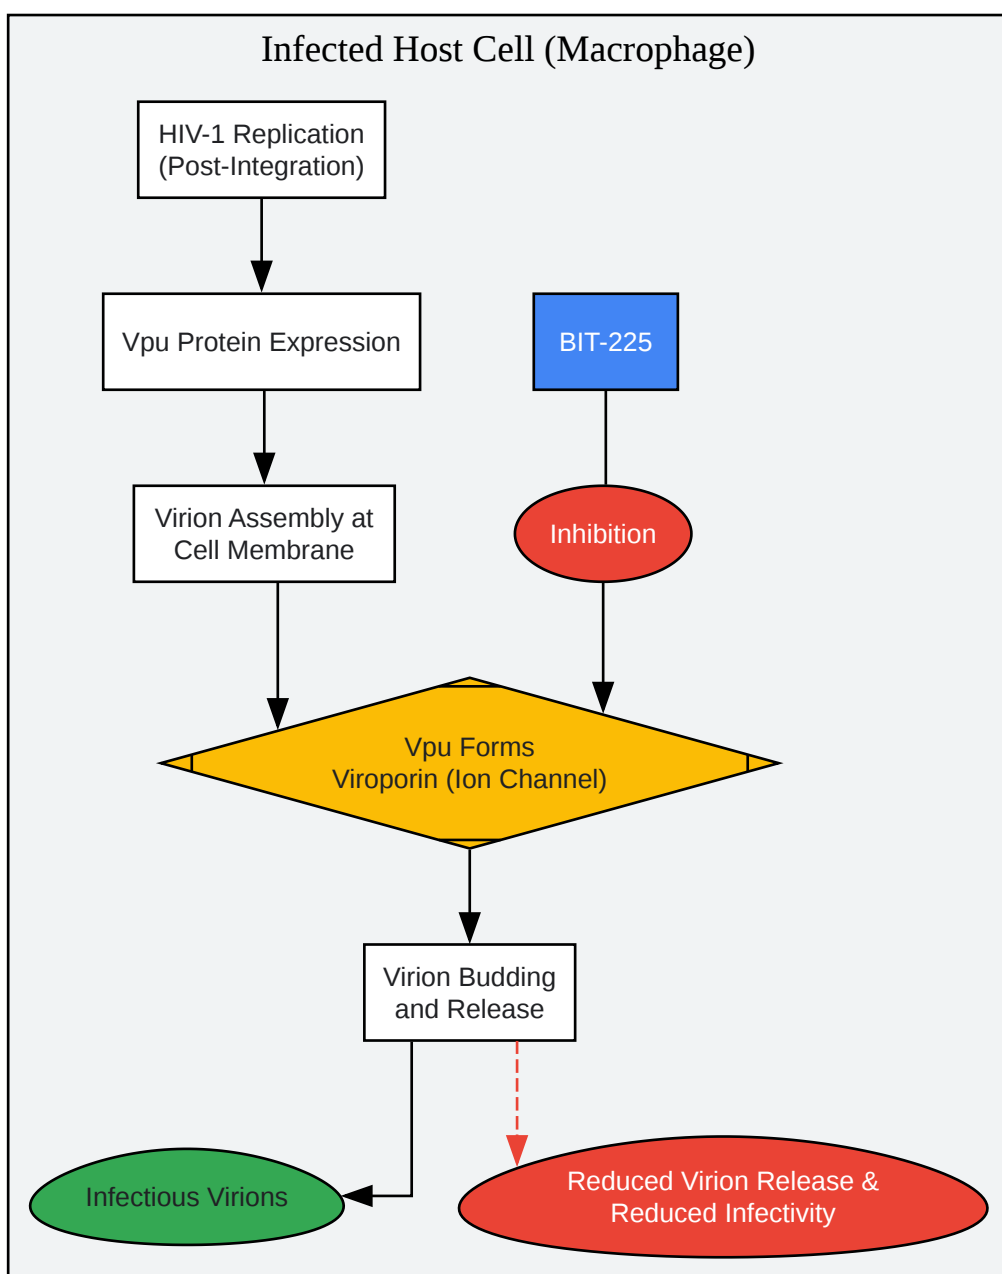 Infected Host Cell (Macrophage)
HIV-1 Replication
(Post-Integration)
Vpu Protein Expression
BIT-225
Virion Assembly at
Cell Membrane
Inhibition
Vpu Forms
Viroporin (Ion Channel)
Virion Budding
and Release
Infectious Virions
Reduced Virion Release &
Reduced Infectivity